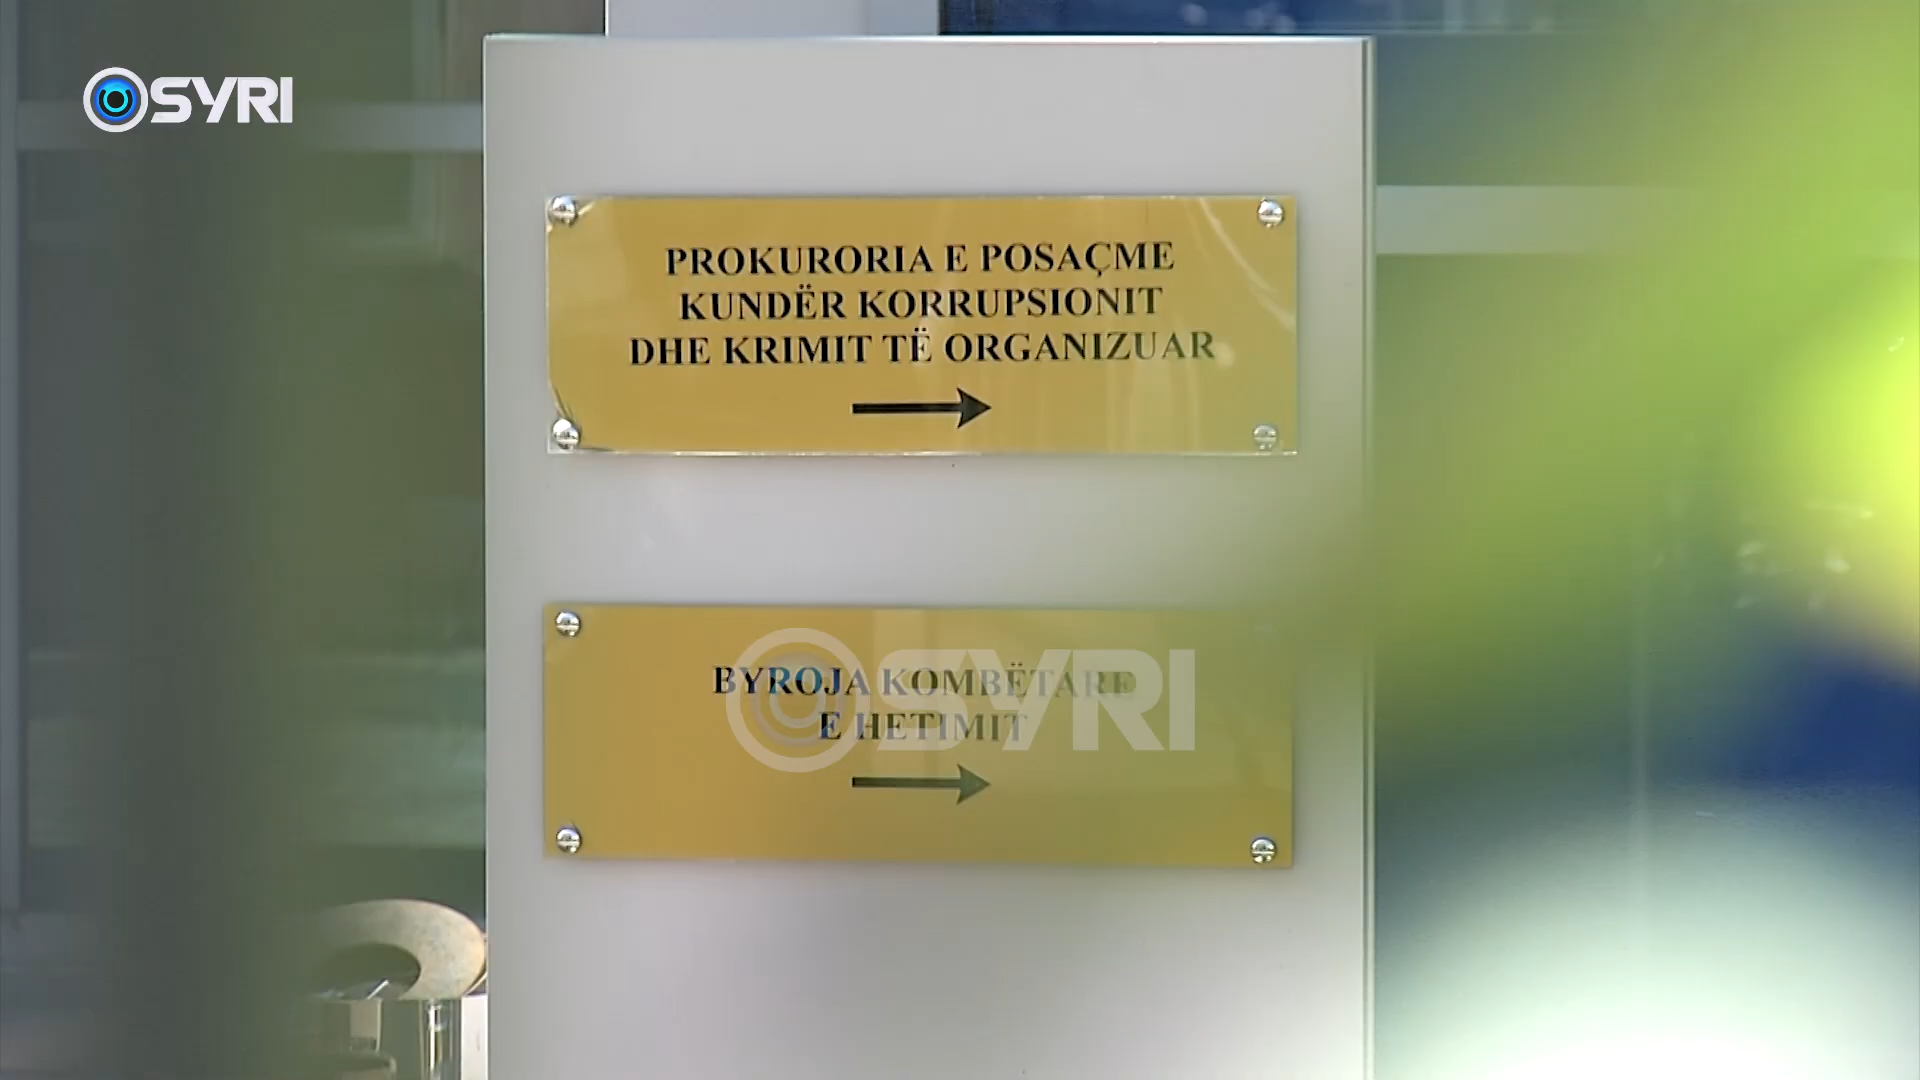 SYRI
PROKURORIA E POSAÇME
KUNDËR KORRUPSIONIT
DHE KRIMIT TË ORGANIZUAR
BYROJA KOMBËTARE
E HETIMIT
SYRI